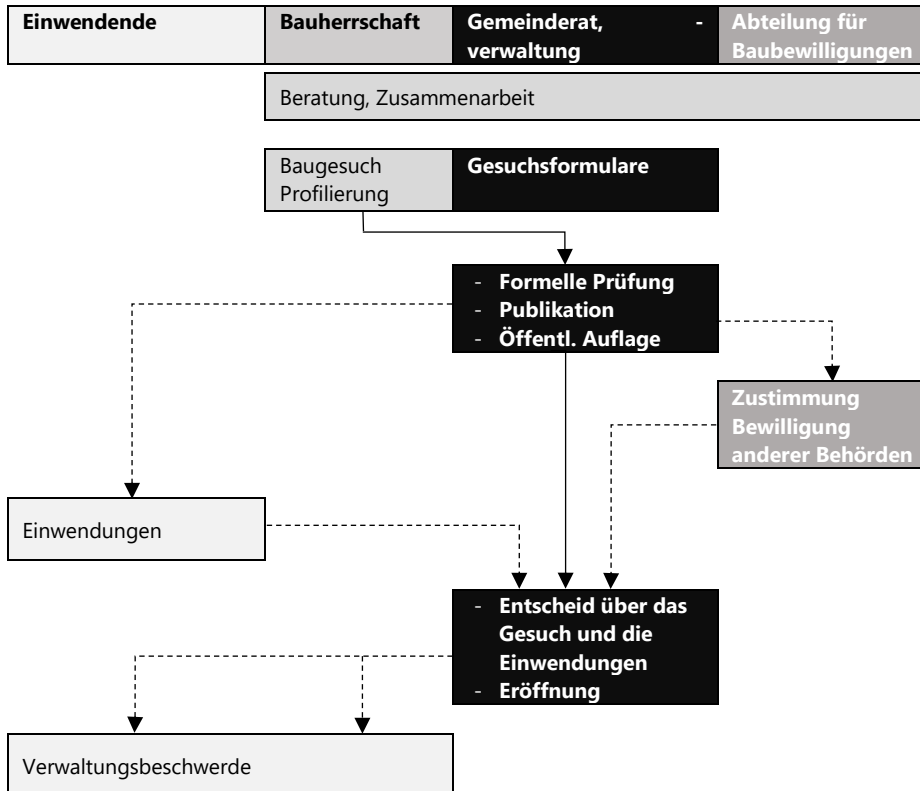 Einwendende
Bauherrschaft
Gemeinderat, -
verwaltung
Abteilung für
Baubewilligungen
Beratung, Zusammenarbeit
Baugesuch
Profilierung
Gesuchsformulare
- Formelle Prüfung
- Publikation
- Öffentl. Auflage
Zustimmung
Bewilligung
anderer Behörden
Einwendungen
- Entscheid über das
Gesuch und die
Einwendungen
- Eröffnung
Verwaltungsbeschwerde